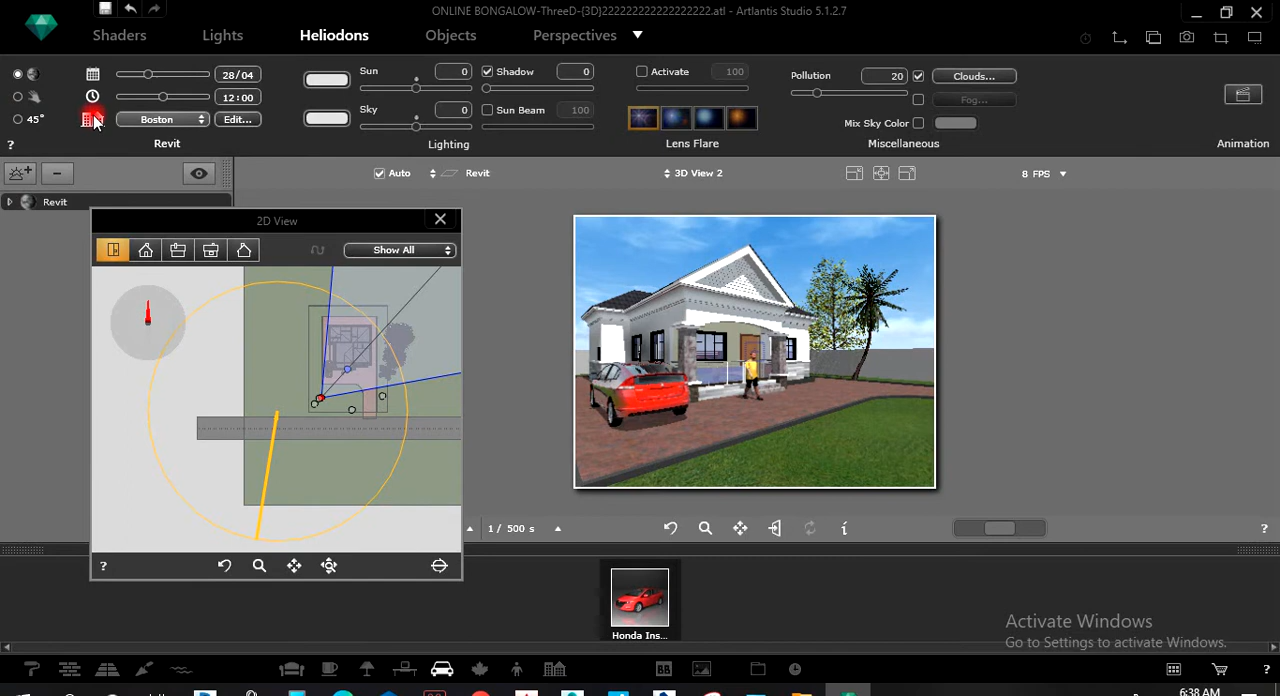 ONLINE BONGALOW-ThreeD-{3D}222222222222222222.atl - Artlantis Studio 5.1.2.7
Shaders Lights Heliodons Objects Perspectives
28/04 Sun 0 Shadow 0 Activate 100 Pollution 20 Clouds...
12:00 Fog...
45° Boston Edit... Sky 0 Sun Beam 100 Mix Sky Color
? Revit Lighting Lens Flare Miscellaneous Animation
Auto Revit 3D View 2 8 FPS
Revit
2D View
Show All
1 / 500 s i ?
?
Honda Ins...
Activate Windows
Go to Settings to activate Windows.
BB ?
6:38 AM